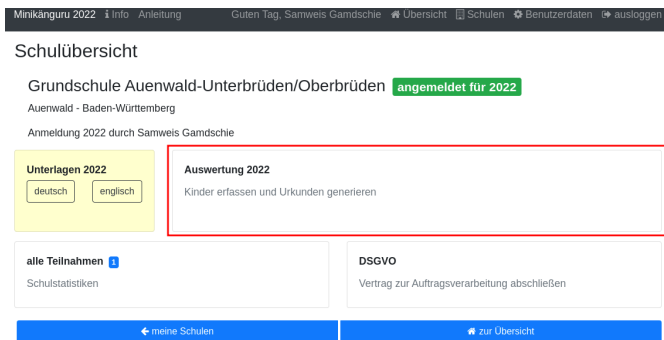 Minikänguru 2022 Info Anleitung Guten Tag, Samweis Gamdschie Übersicht Schulen Benutzerdaten ausloggen
Schulübersicht
Grundschule Auenwald-Unterbrüden/Oberbrüden angemeldet für 2022
Auenwald - Baden-Württemberg
Anmeldung 2022 durch Samweis Gamdschie
Unterlagen 2022
deutsch englisch
Auswertung 2022
Kinder erfassen und Urkunden generieren
alle Teilnahmen 1
Schulstatistiken
DSGVO
Vertrag zur Auftragsverarbeitung abschließen
meine Schulen zur Übersicht